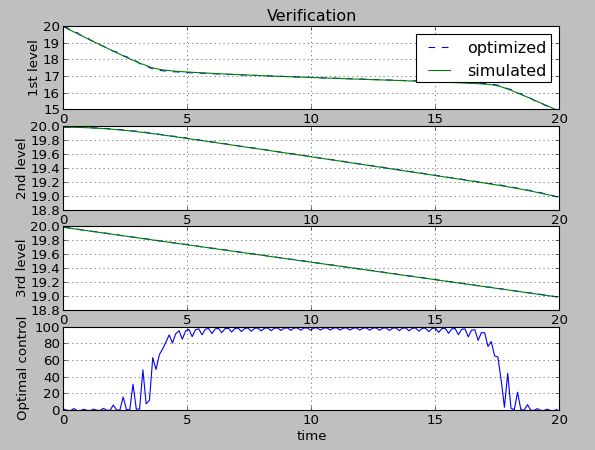 Verification
1st level
20
19
18
17
16
15
optimized
simulated
0 5 10 15 20
2nd level
20.0
19.8
19.6
19.4
19.2
19.0
18.8
0 5 10 15 20
3rd level
20.0
19.8
19.6
19.4
19.2
19.0
18.8
0 5 10 15 20
Optimal control
100
80
60
40
20
0
0 5 10 15 20
time